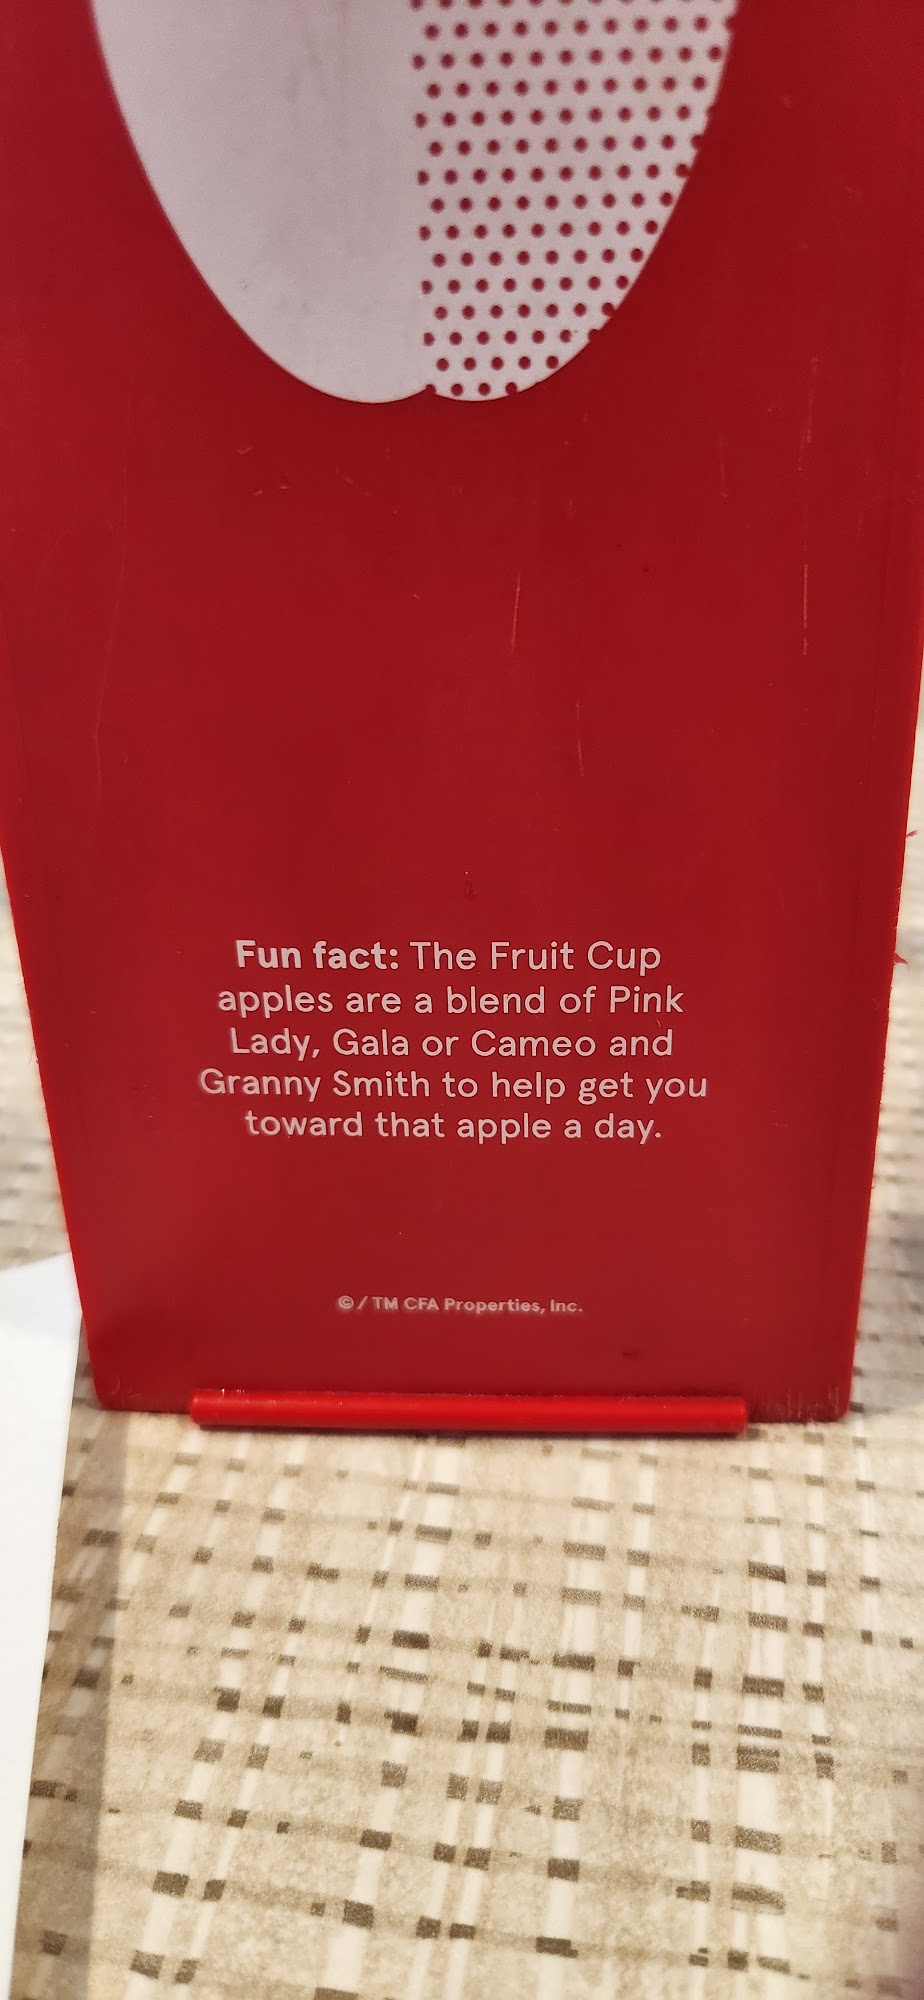 Fun fact: The Fruit Cup
apples are a blend of Pink
Lady, Gala or Cameo and
Granny Smith to help get you
toward that apple a day.
© / TM CFA Properties, Inc.